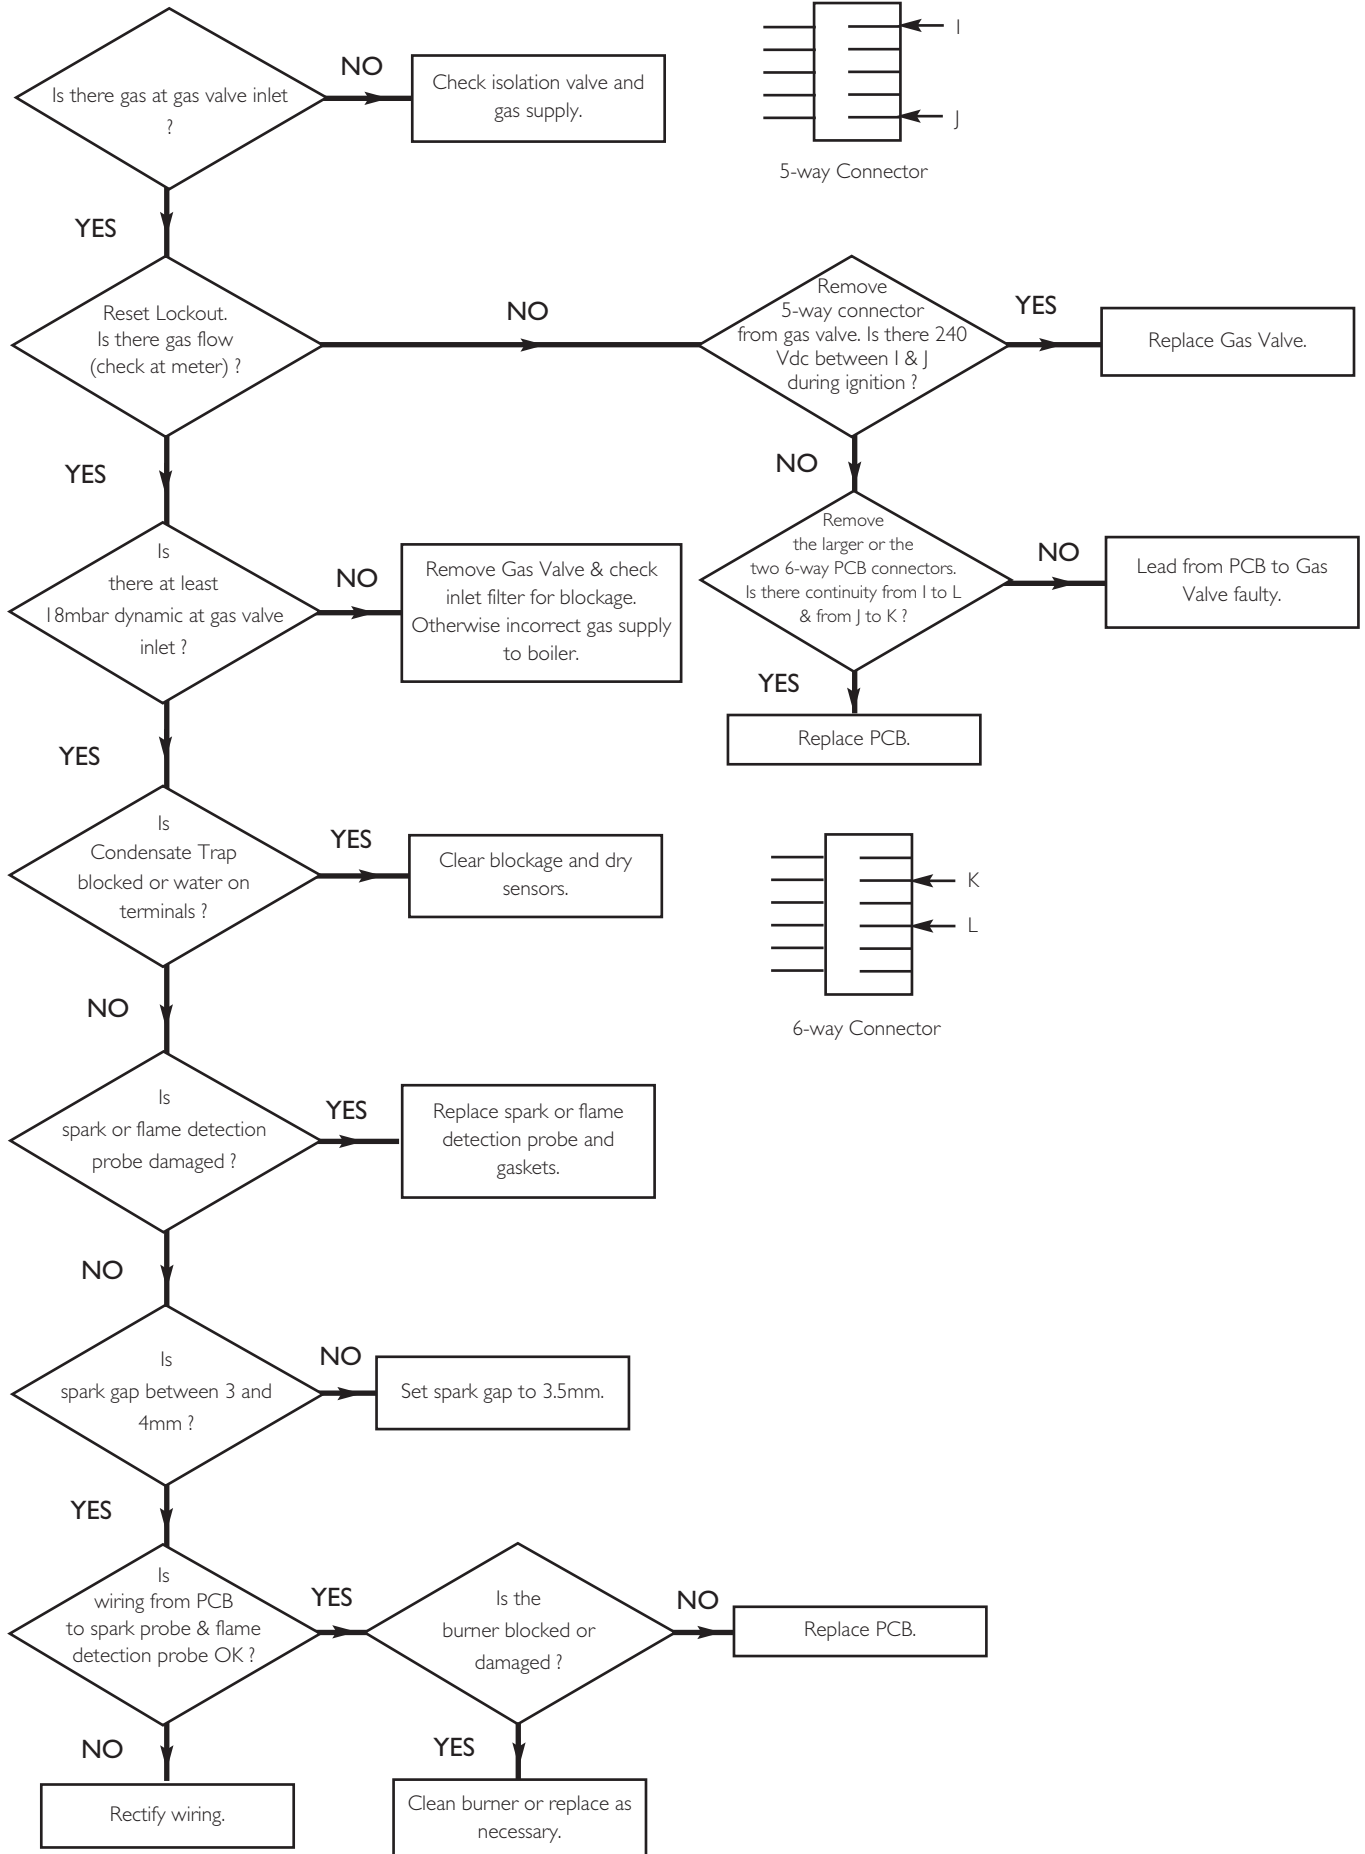 Is there gas at gas valve inlet
?
NO
Check isolation valve and
gas supply.
I
J
5-way Connector
YES
Reset Lockout.
Is there gas flow
(check at meter) ?
NO
Remove
5-way connector
from gas valve. Is there 240
Vdc between I & J
during ignition ?
YES
Replace Gas Valve.
YES
NO
Is
there at least
18mbar dynamic at gas valve
inlet ?
NO
Remove Gas Valve & check
inlet filter for blockage.
Otherwise incorrect gas supply
to boiler.
Remove
the larger or the
two 6-way PCB connectors.
Is there continuity from I to L
& from J to K ?
NO
Lead from PCB to Gas
Valve faulty.
YES
Replace PCB.
YES
Is
Condensate Trap
blocked or water on
terminals ?
YES
Clear blockage and dry
sensors.
K
L
6-way Connector
NO
Is
spark or flame detection
probe damaged ?
YES
Replace spark or flame
detection probe and
gaskets.
NO
Is
spark gap between 3 and
4mm ?
NO
Set spark gap to 3.5mm.
YES
Is
wiring from PCB
to spark probe & flame
detection probe OK ?
YES
Is the
burner blocked or
damaged ?
NO
Replace PCB.
NO
Rectify wiring.
YES
Clean burner or replace as
necessary.